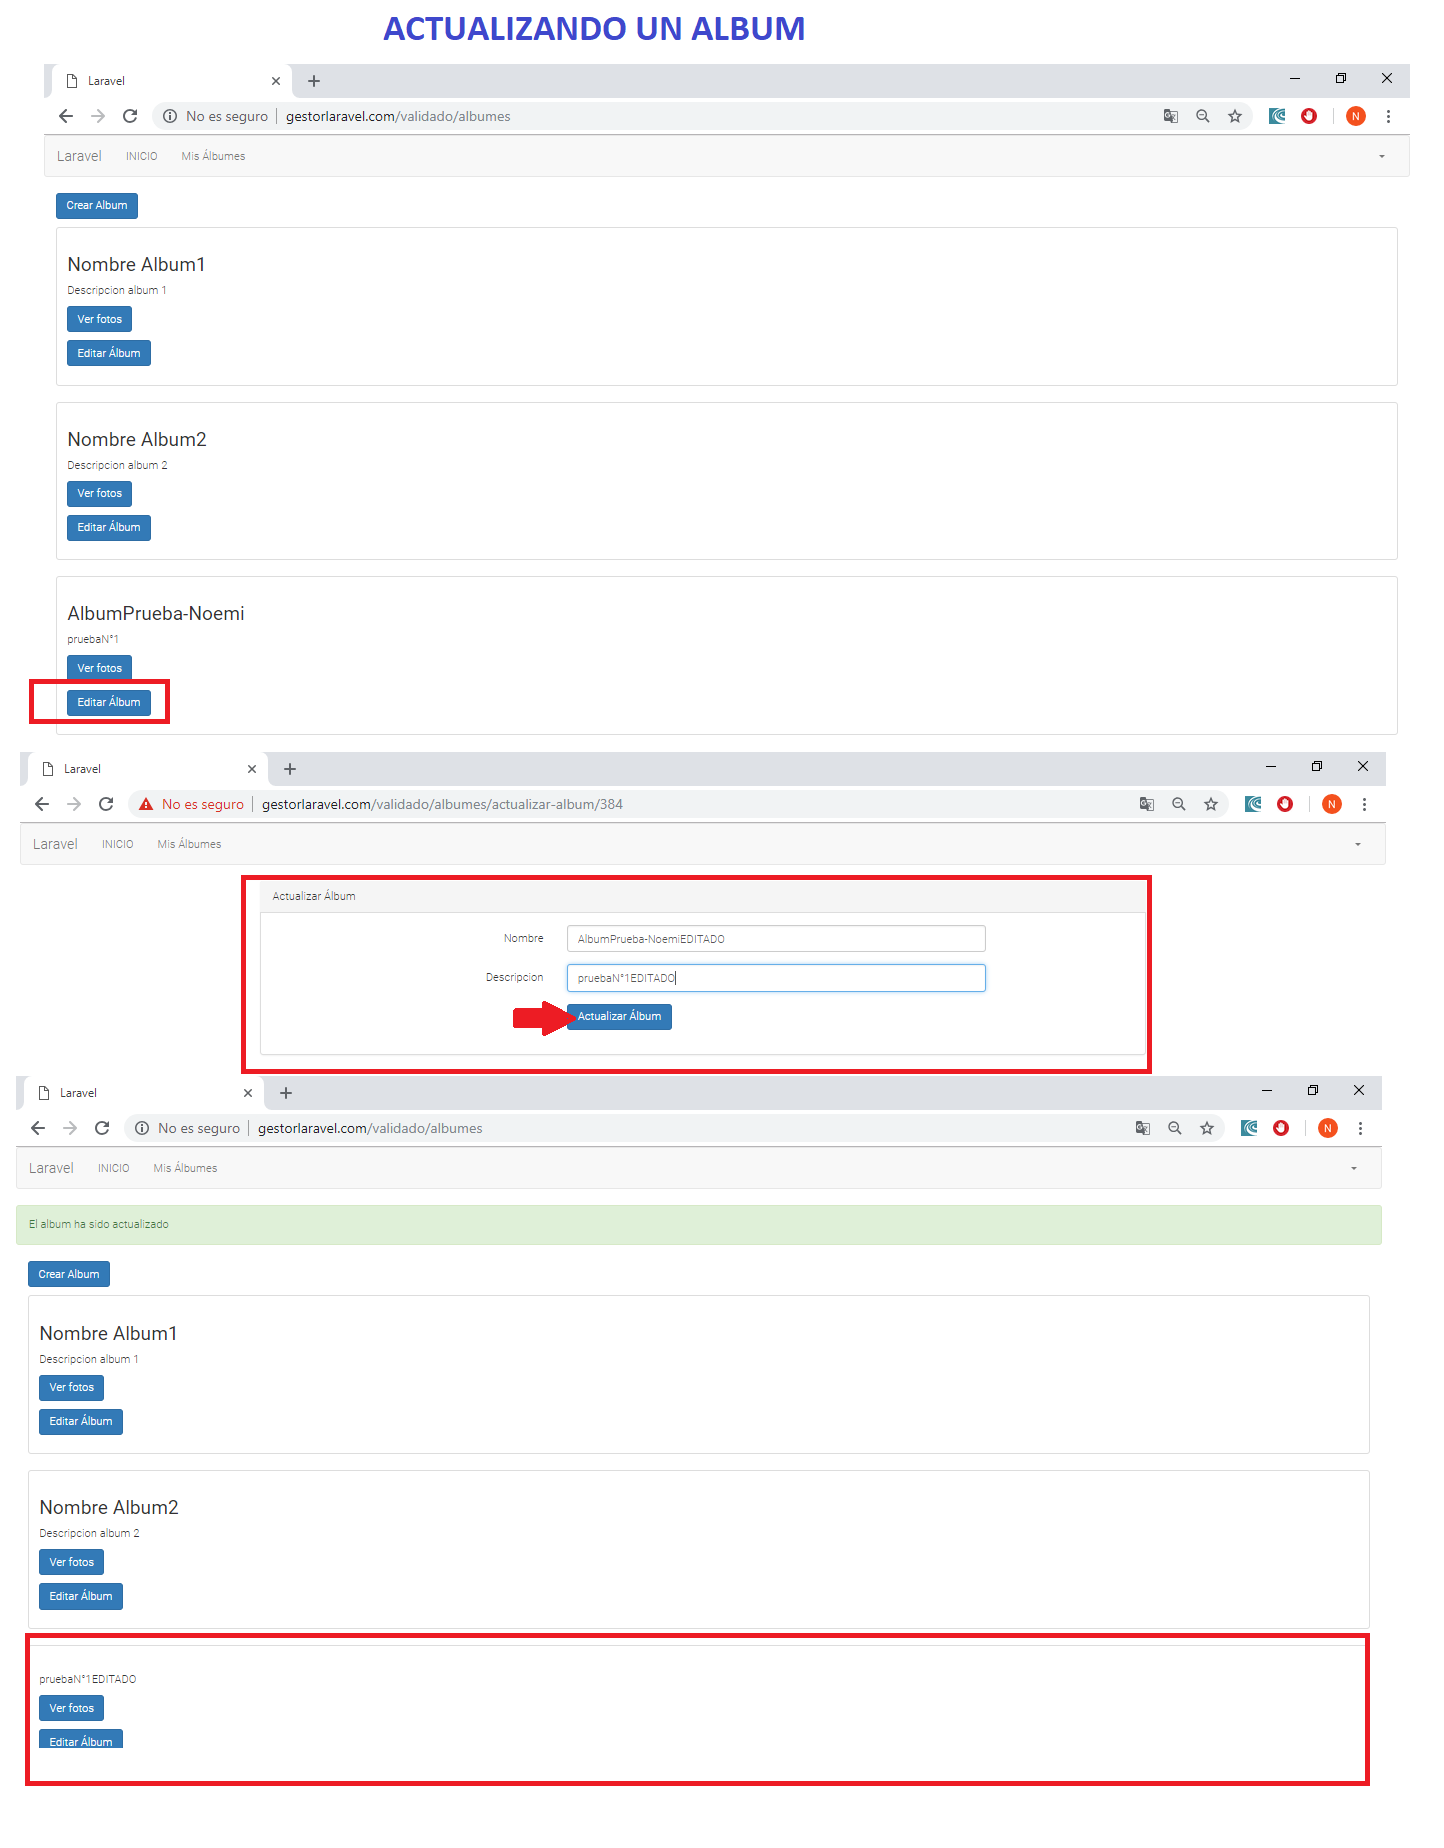 ACTUALIZANDO UN ALBUM
Laravel
No es seguro gestorlaravel.com/validado/albumes
N
Laravel INICIO Mis Álbumes
Crear Album
Nombre Album1
Descripcion album 1
Ver fotos
Editar Álbum
Nombre Album2
Descripcion album 2
Ver fotos
Editar Álbum
AlbumPrueba-Noemi
pruebaN°1
Ver fotos
Editar Álbum
Laravel
No es seguro gestorlaravel.com/validado/albumes/actualizar-album/384
N
Laravel INICIO Mis Álbumes
Actualizar Álbum
Nombre AlbumPrueba-NoemiEDITADO
Descripcion pruebaN°1EDITADO
Actualizar Álbum
Laravel
No es seguro gestorlaravel.com/validado/albumes
N
Laravel INICIO Mis Álbumes
El album ha sido actualizado
Crear Album
Nombre Album1
Descripcion album 1
Ver fotos
Editar Álbum
Nombre Album2
Descripcion album 2
Ver fotos
Editar Álbum
pruebaN°1EDITADO
Ver fotos
Editar Álbum